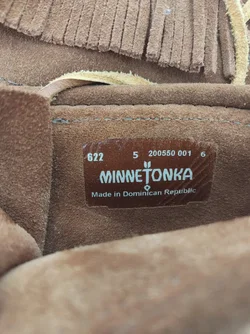 622 5 200550 001 6
MINNETONKA
Made in Dominican Republic